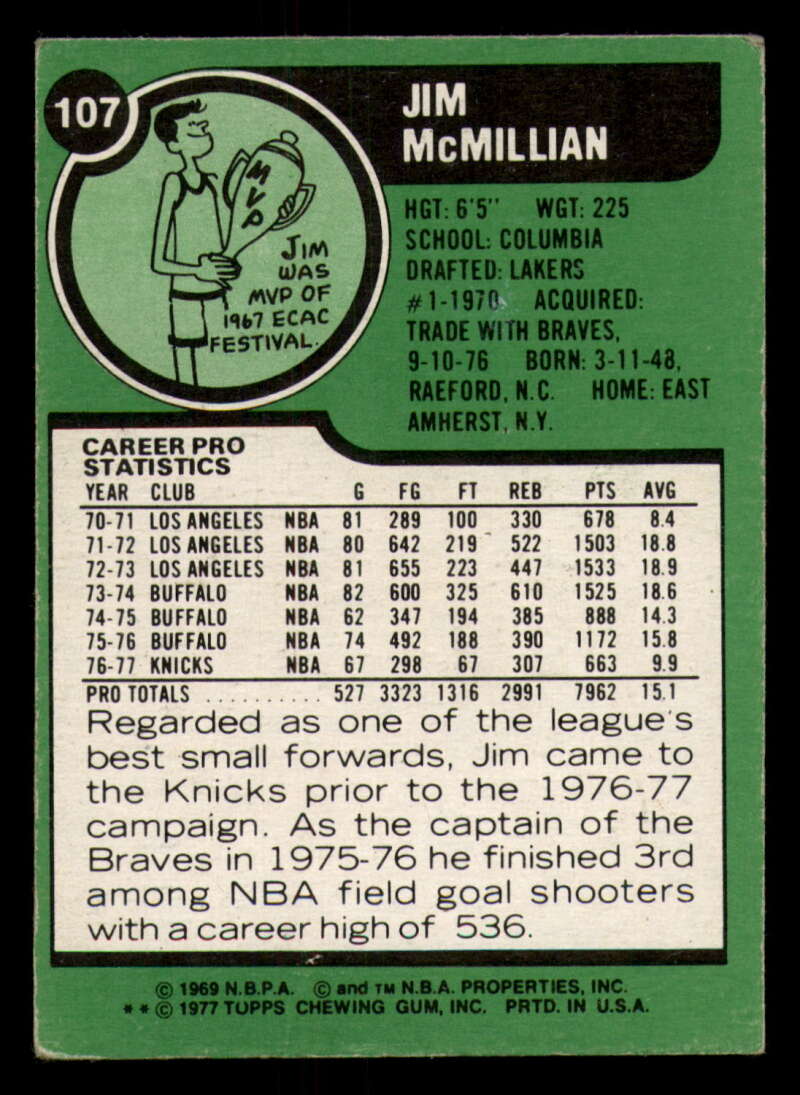 107
JIM
McMILLIAN
MVP
JIM
WAS
MVP OF
1967 ECAC
FESTIVAL.
HGT: 6'5" WGT: 225
SCHOOL: COLUMBIA
DRAFTED: LAKERS
#1-1970 ACQUIRED:
TRADE WITH BRAVES,
9-10-76 BORN: 3-11-48,
RAEFORD, N.C. HOME: EAST
AMHERST, N.Y.
CAREER PRO
STATISTICS
YEAR CLUB G FG FT REB PTS AVG
70-71 LOS ANGELES NBA 81 289 100 330 678 8.4
71-72 LOS ANGELES NBA 80 642 219 522 1503 18.8
72-73 LOS ANGELES NBA 81 655 223 447 1533 18.9
73-74 BUFFALO NBA 82 600 325 610 1525 18.6
74-75 BUFFALO NBA 62 347 194 385 888 14.3
75-76 BUFFALO NBA 74 492 188 390 1172 15.8
76-77 KNICKS NBA 67 298 67 307 663 9.9
PRO TOTALS .......... 527 3323 1316 2991 7962 15.1
Regarded as one of the league's
best small forwards, Jim came to
the Knicks prior to the 1976-77
campaign. As the captain of the
Braves in 1975-76 he finished 3rd
among NBA field goal shooters
with a career high of 536.
© 1969 N.B.P.A. © and TM N.B.A. PROPERTIES, INC.
**© 1977 TOPPS CHEWING GUM, INC. PRTD. IN U.S.A.